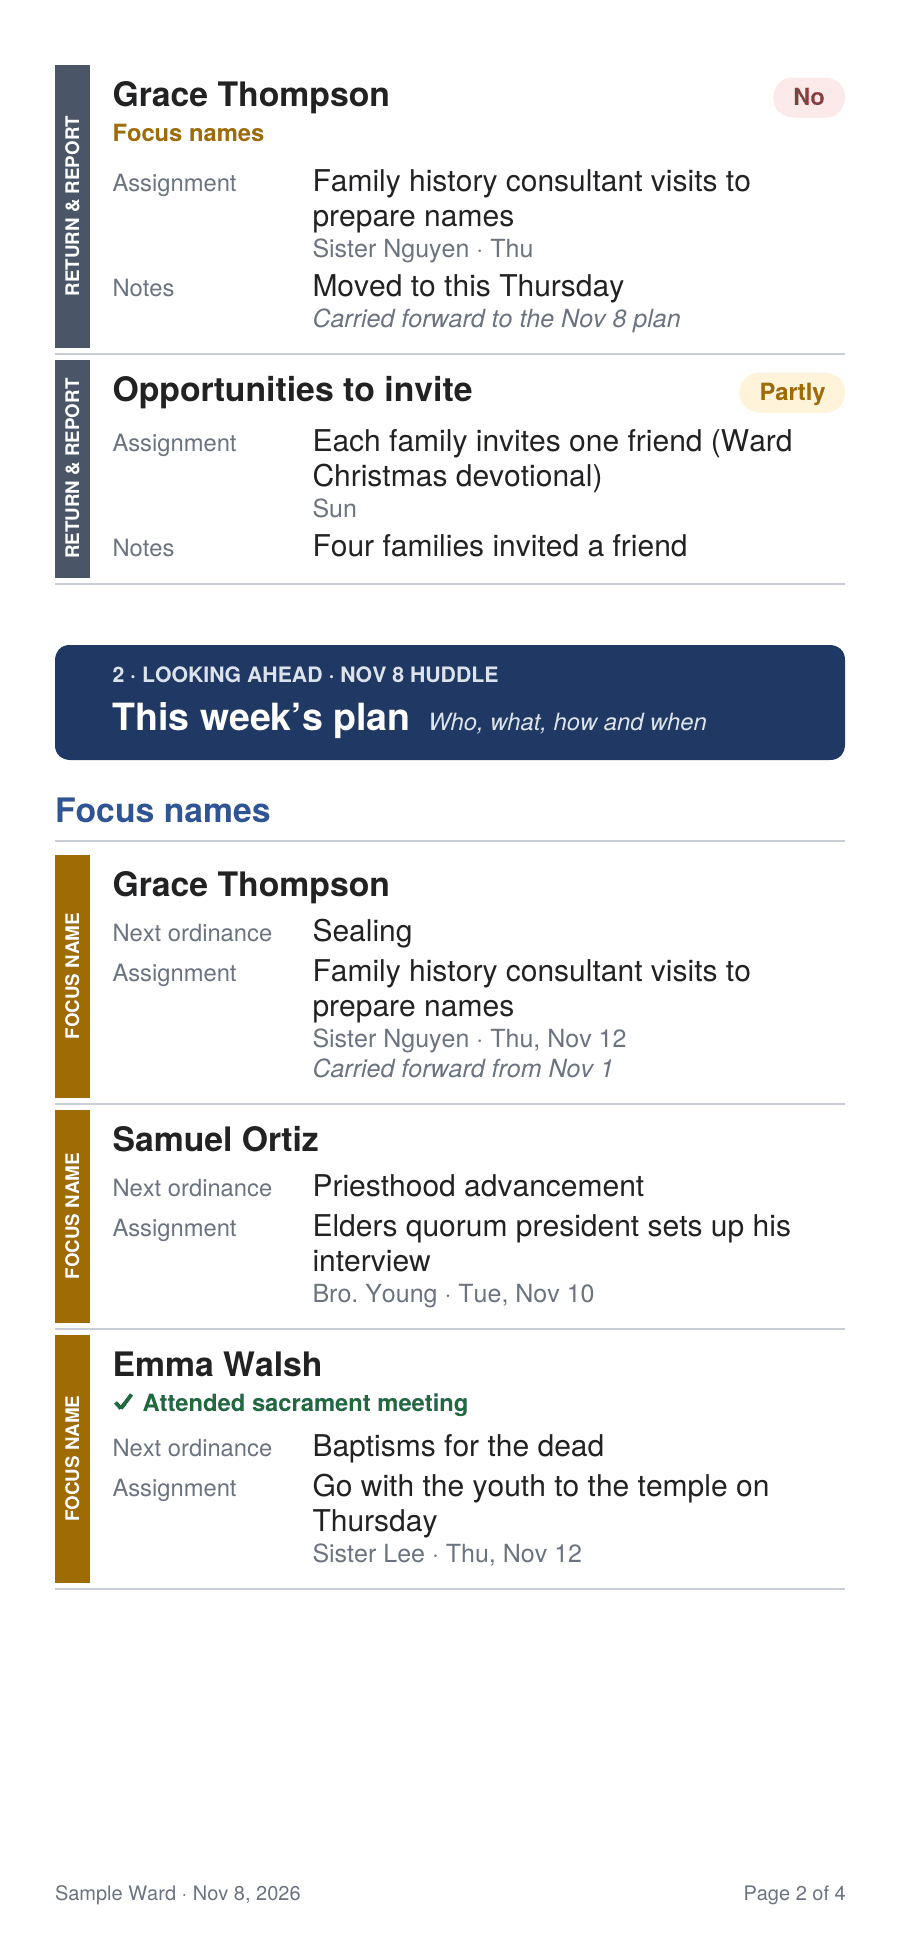 RETURN & REPORT
Grace Thompson
No
Focus names
Assignment
Family history consultant visits to
prepare names
Sister Nguyen · Thu
Notes
Moved to this Thursday
Carried forward to the Nov 8 plan
RETURN & REPORT
Opportunities to invite
Partly
Assignment
Each family invites one friend (Ward
Christmas devotional)
Sun
Notes
Four families invited a friend
2 · LOOKING AHEAD · NOV 8 HUDDLE
This week’s plan Who, what, how and when
Focus names
FOCUS NAME
Grace Thompson
Next ordinance
Sealing
Assignment
Family history consultant visits to
prepare names
Sister Nguyen · Thu, Nov 12
Carried forward from Nov 1
FOCUS NAME
Samuel Ortiz
Next ordinance
Priesthood advancement
Assignment
Elders quorum president sets up his
interview
Bro. Young · Tue, Nov 10
FOCUS NAME
Emma Walsh
✓ Attended sacrament meeting
Next ordinance
Baptisms for the dead
Assignment
Go with the youth to the temple on
Thursday
Sister Lee · Thu, Nov 12
Sample Ward · Nov 8, 2026
Page 2 of 4